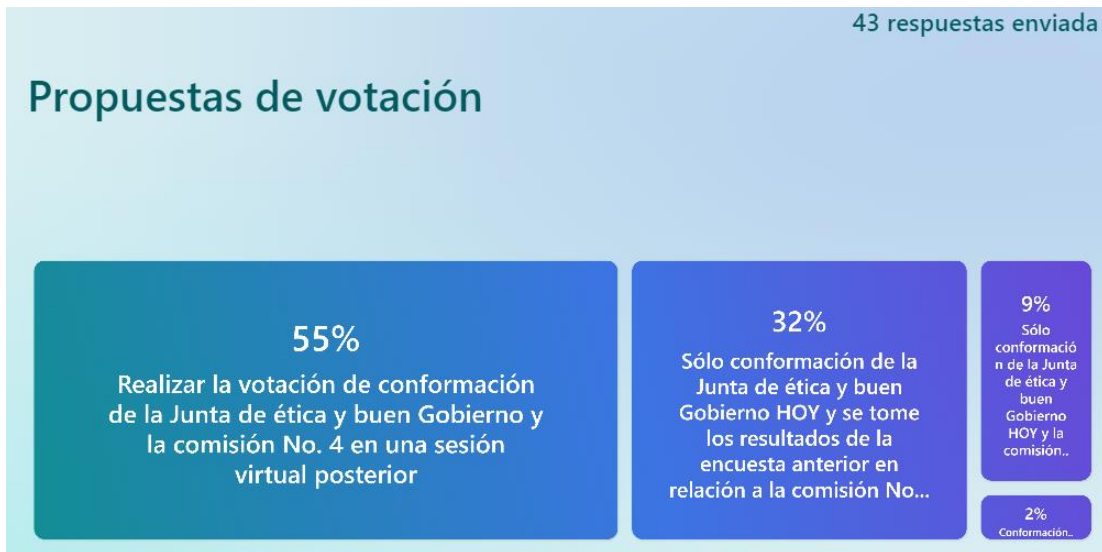 43 respuestas enviada
Propuestas de votación
55%
Realizar la votación de conformación
de la Junta de ética y buen Gobierno y
la comisión No. 4 en una sesión
virtual posterior
32%
Sólo conformación de la
Junta de ética y buen
Gobierno HOY y se tome
los resultados de la
encuesta anterior en
relación a la comisión No...
9%
Sólo
conformació
n de la Junta
de ética y
buen
Gobierno
HOY y la
comisión..
2%
Conformación..